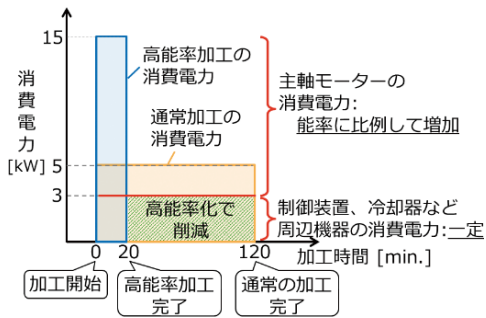 15
高能率加工の
消費電力
主軸モーターの
消費電力:
能率に比例して増加
消費電力
[kW]
通常加工の
消費電力
5
3
高能率化で
削減
制御装置、冷却器など
周辺機器の消費電力:一定
0
20
120
加工時間 [min.]
加工開始
高能率加工
完了
通常の加工
完了